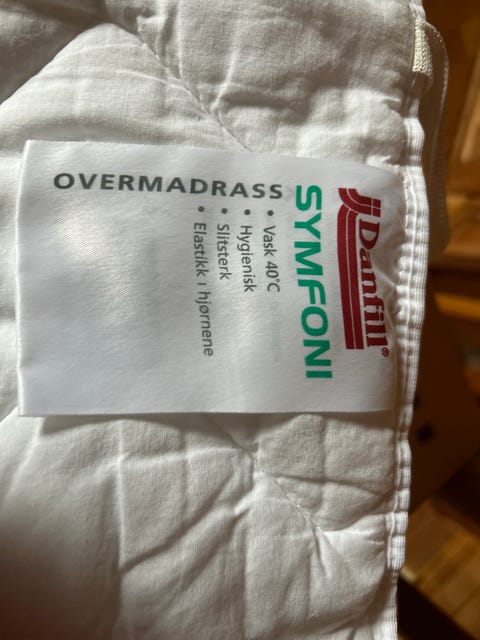 Danfill®
SYMFONI
• Vask 40°C
• Hygienisk
• Slitsterk
• Elastikk i hjørnene
OVERMADRASS